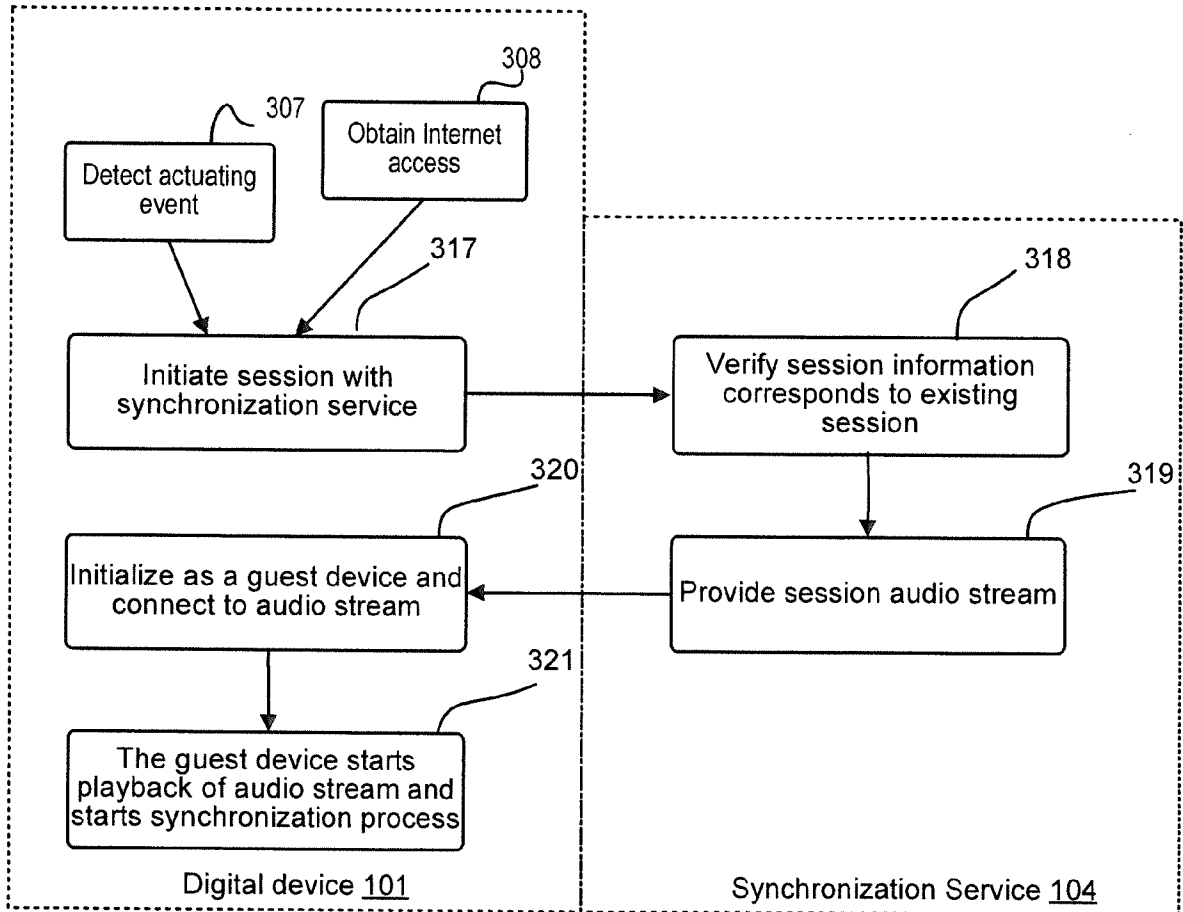 308
307
Obtain Internet
access
Detect actuating
event
317
318
Initiate session with
synchronization service
Verify session information
corresponds to existing
session
320
319
Initialize as a guest device and
connect to audio stream
Provide session audio stream
321
The guest device starts
playback of audio stream and
starts synchronization process
Digital device 101
Synchronization Service 104